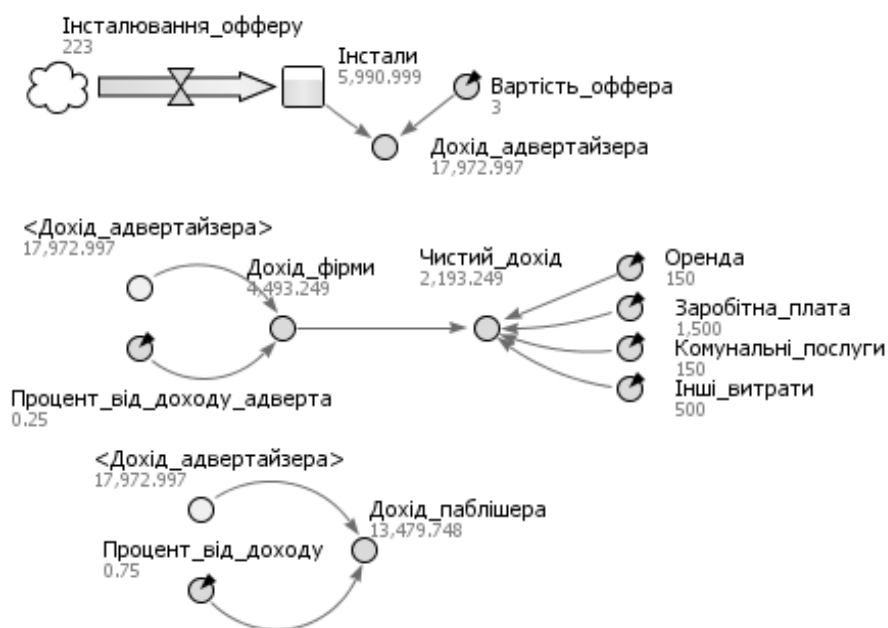 Інсталювання_офферу
223
Інстали
5,990.999
Вартість_оффера
3
Дохід_адвертайзера
17,972.997
<Дохід_адвертайзера>
17,972.997
Дохід_фірми
4,493.249
Чистий_дохід
2,193.249
Оренда
150
Заробітна_плата
1,500
Комунальні_послуги
150
Інші_витрати
500
Процент_від_доходу_адверта
0.25
<Дохід_адвертайзера>
17,972.997
Дохід_паблішера
13,479.748
Процент_від_доходу
0.75